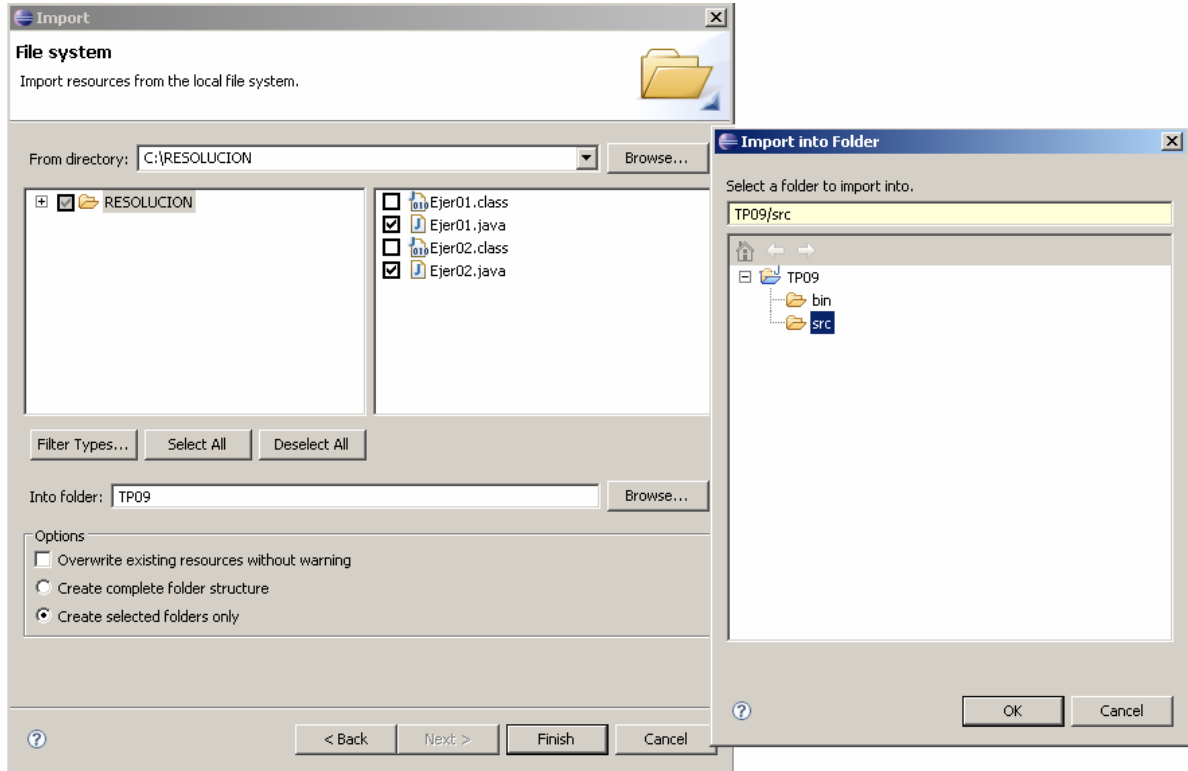 Import
File system
Import resources from the local file system.
From directory: C:\RESOLUCION Browse...
RESOLUCION
Ejer01.class
Ejer01.java
Ejer02.class
Ejer02.java
Filter Types... Select All Deselect All
Into folder: TP09 Browse...
Options
Overwrite existing resources without warning
Create complete folder structure
Create selected folders only
< Back Next > Finish Cancel
Import into Folder
Select a folder to import into.
TP09/src
TP09
bin
src
OK Cancel